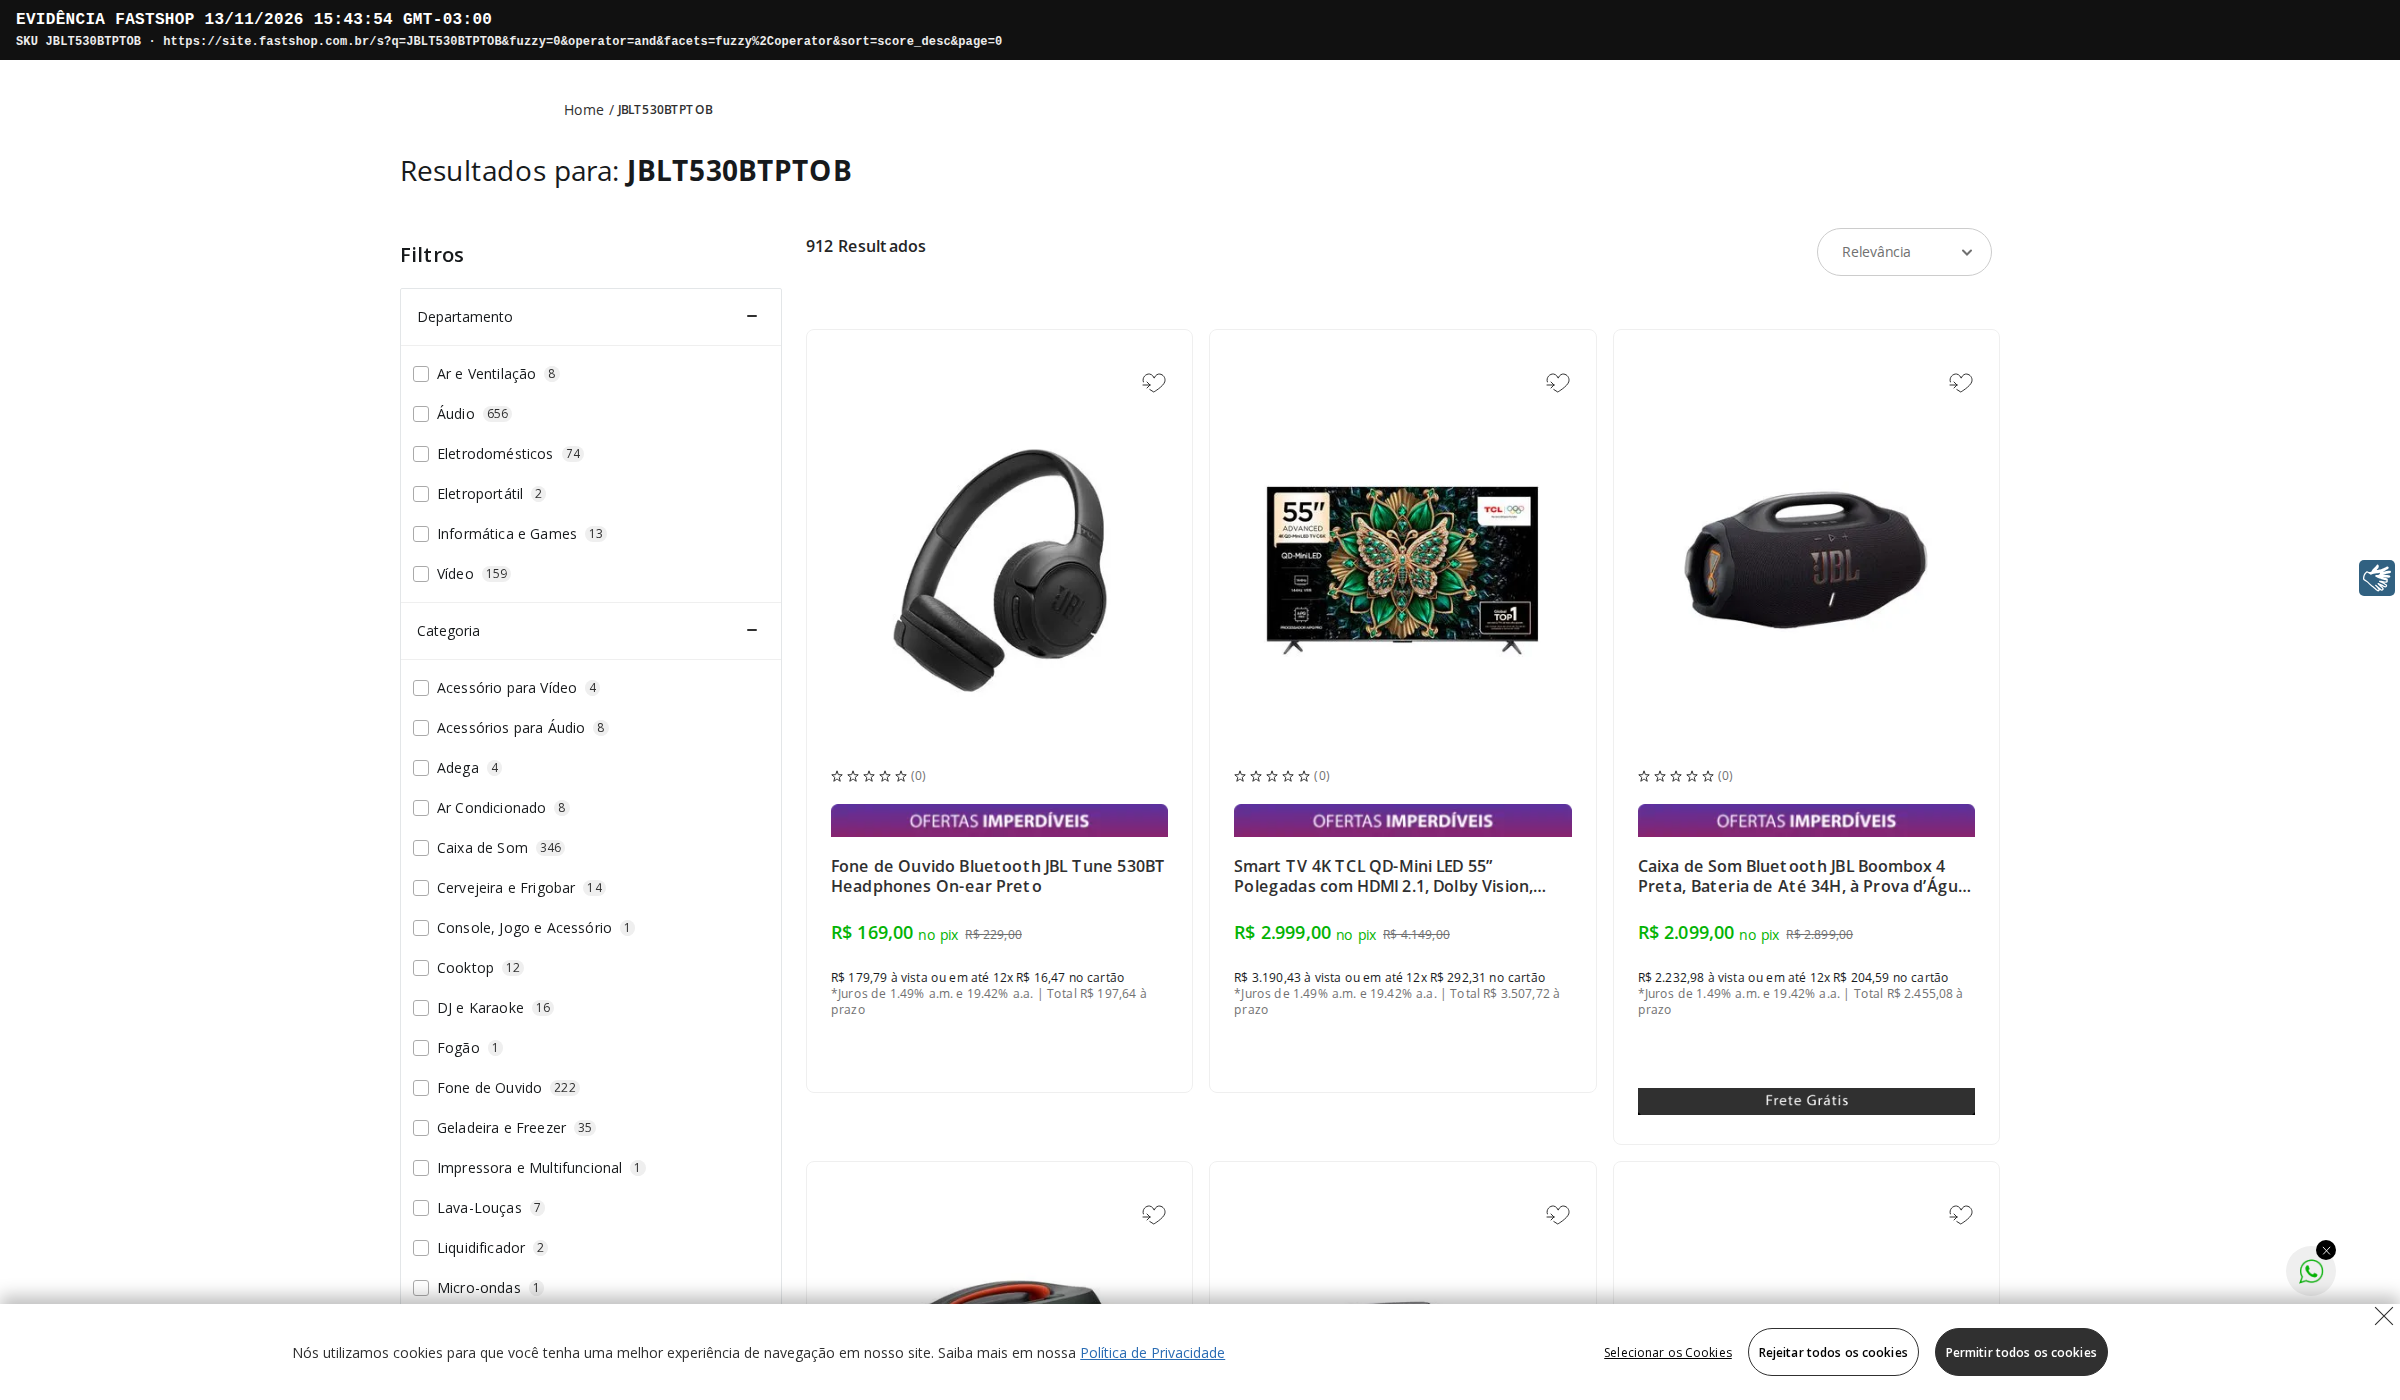 EVIDÊNCIA FASTSHOP 13/11/2026 15:43:54 GMT-03:00
SKU JBLT530BTPTOB · https://site.fastshop.com.br/s?q=JBLT530BTPTOB&fuzzy=0&operator=and&facets=fuzzy%2Coperator&sort=score_desc&page=0
Home / JBLT530BTPTOB
Resultados para: JBLT530BTPTOB
Filtros
912 Resultados
Relevância
Departamento
Ar e Ventilação 8
Áudio 656
Eletrodomésticos 74
Eletroportátil 2
Informática e Games 13
Vídeo 159
Categoria
Acessório para Vídeo 4
Acessórios para Áudio 8
Adega 4
Ar Condicionado 8
Caixa de Som 346
Cervejeira e Frigobar 14
Console, Jogo e Acessório 1
Cooktop 12
DJ e Karaoke 16
Fogão 1
Fone de Ouvido 222
Geladeira e Freezer 35
Impressora e Multifuncional 1
Lava-Louças 7
Liquidificador 2
Micro-ondas 1
JBL
(0)
OFERTAS IMPERDÍVEIS
Fone de Ouvido Bluetooth JBL Tune 530BT
Headphones On-ear Preto
R$ 169,00 no pix R$ 229,00
R$ 179,79 à vista ou em até 12x R$ 16,47 no cartão
*Juros de 1.49% a.m. e 19.42% a.a. | Total R$ 197,64 à
prazo
55”
ADVANCED
TCL
QD-Mini LED
Global
TOP 1
(0)
OFERTAS IMPERDÍVEIS
Smart TV 4K TCL QD-Mini LED 55”
Polegadas com HDMI 2.1, Dolby Vision,...
R$ 2.999,00 no pix R$ 4.149,00
R$ 3.190,43 à vista ou em até 12x R$ 292,31 no cartão
*Juros de 1.49% a.m. e 19.42% a.a. | Total R$ 3.507,72 à
prazo
JBL
(0)
OFERTAS IMPERDÍVEIS
Caixa de Som Bluetooth JBL Boombox 4
Preta, Bateria de Até 34H, à Prova d’Águ...
R$ 2.099,00 no pix R$ 2.899,00
R$ 2.232,98 à vista ou em até 12x R$ 204,59 no cartão
*Juros de 1.49% a.m. e 19.42% a.a. | Total R$ 2.455,08 à
prazo
Frete Grátis
Nós utilizamos cookies para que você tenha uma melhor experiência de navegação em nosso site. Saiba mais em nossa Política de Privacidade
Selecionar os Cookies
Rejeitar todos os cookies
Permitir todos os cookies